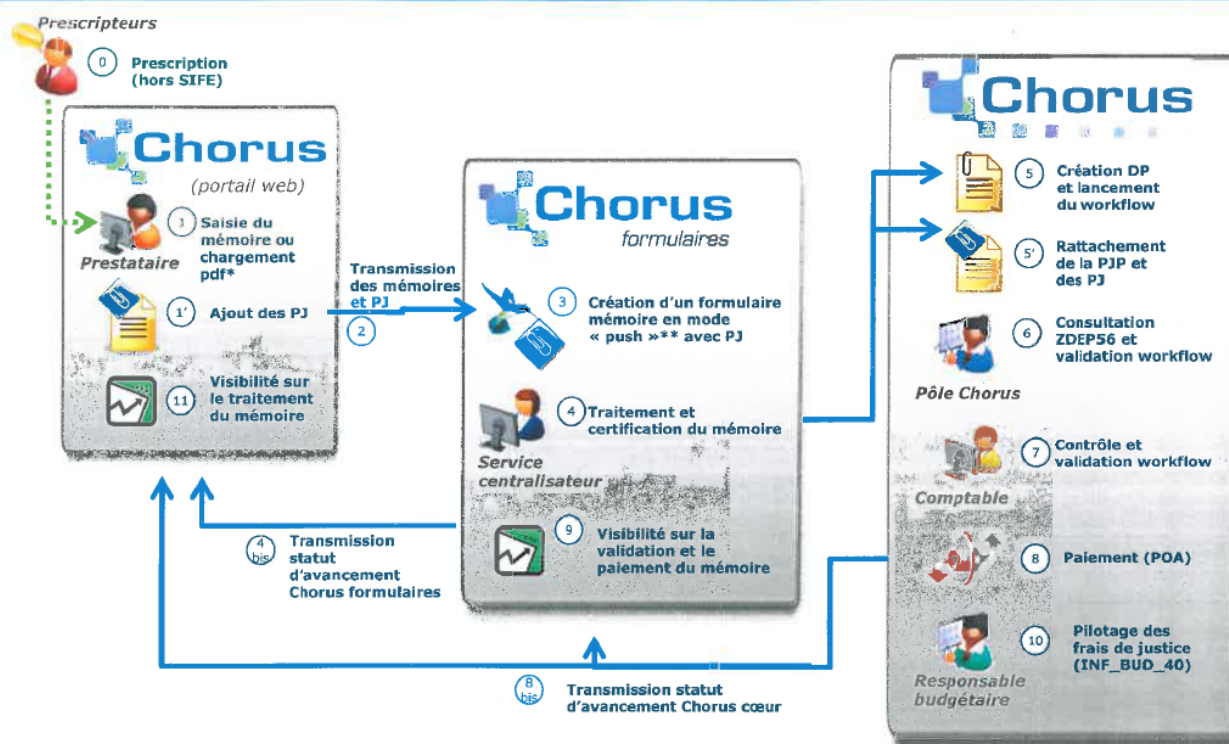 Prescripteurs
0
Prescription
(hors SIFE)
Chorus
(portail web)
Prestataire
1
Saisie du
mémoire ou
chargement
pdf*
1'
Ajout des PJ
11
Visibilité sur
le traitement
du mémoire
Transmission
des mémoires
et PJ
2
Chorus
formulaires
3
Création d'un formulaire
mémoire en mode
« push »** avec PJ
4
Traitement et
certification du mémoire
Service
centralisateur
9
Visibilité sur la
validation et le
paiement du mémoire
4
bis
Transmission
statut
d'avancement
Chorus formulaires
8
bis
Transmission statut
d'avancement Chorus cœur
Chorus
5
Création DP
et lancement
du workflow
5'
Rattachement
de la PJP et
des PJ
6
Consultation
ZDEP56 et
validation workflow
Pôle Chorus
7
Contrôle et
validation workflow
Comptable
8
Paiement (POA)
10
Pilotage des
frais de justice
(INF_BUD_40)
Responsable
budgétaire